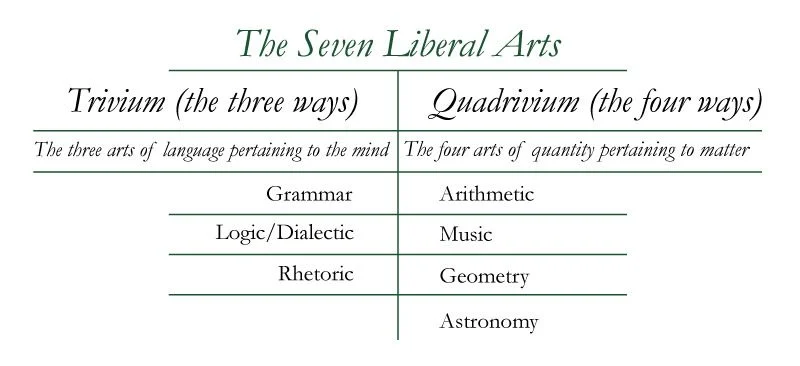 The Seven Liberal Arts
Trivium (the three ways)
Quadrivium (the four ways)
The three arts of language pertaining to the mind
The four arts of quantity pertaining to matter
Grammar
Arithmetic
Logic/Dialectic
Music
Rhetoric
Geometry
Astronomy